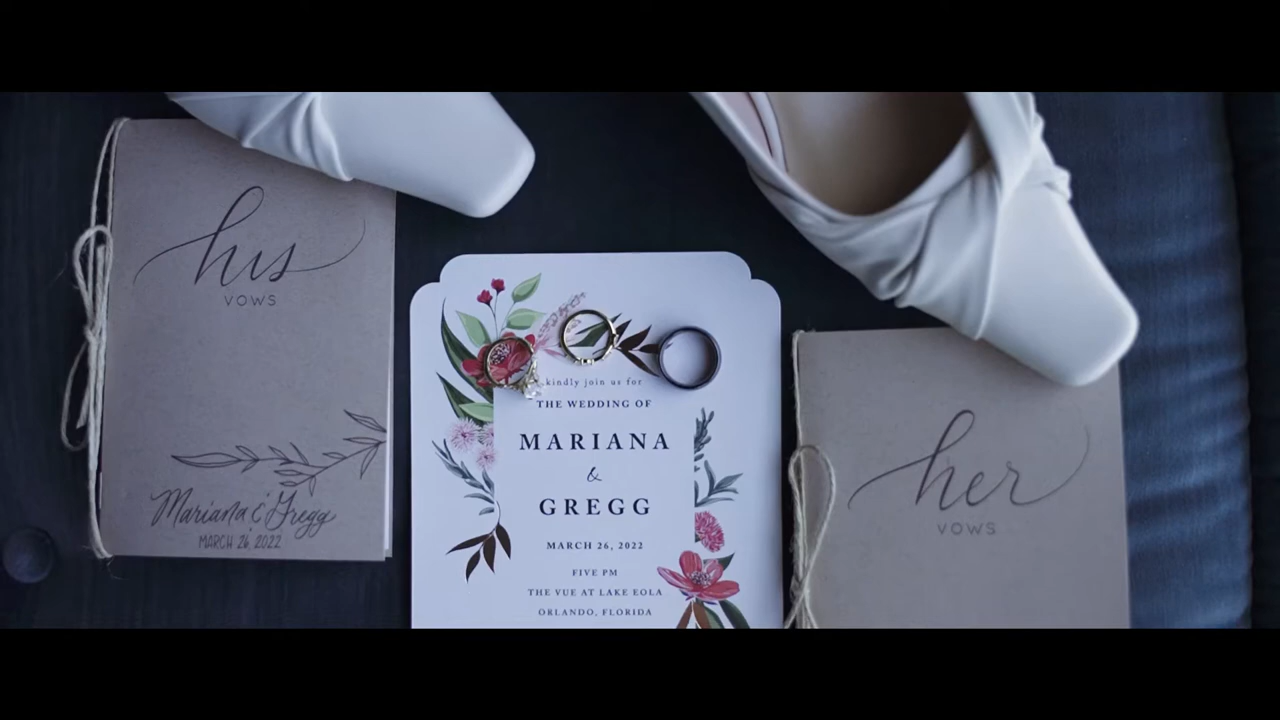 his
VOWS
Mariana & Gregg
MARCH 26, 2022
kindly join us for
THE WEDDING OF
MARIANA
&
GREGG
MARCH 26, 2022
FIVE PM
THE VUE AT LAKE EOLA
ORLANDO, FLORIDA
her
VOWS